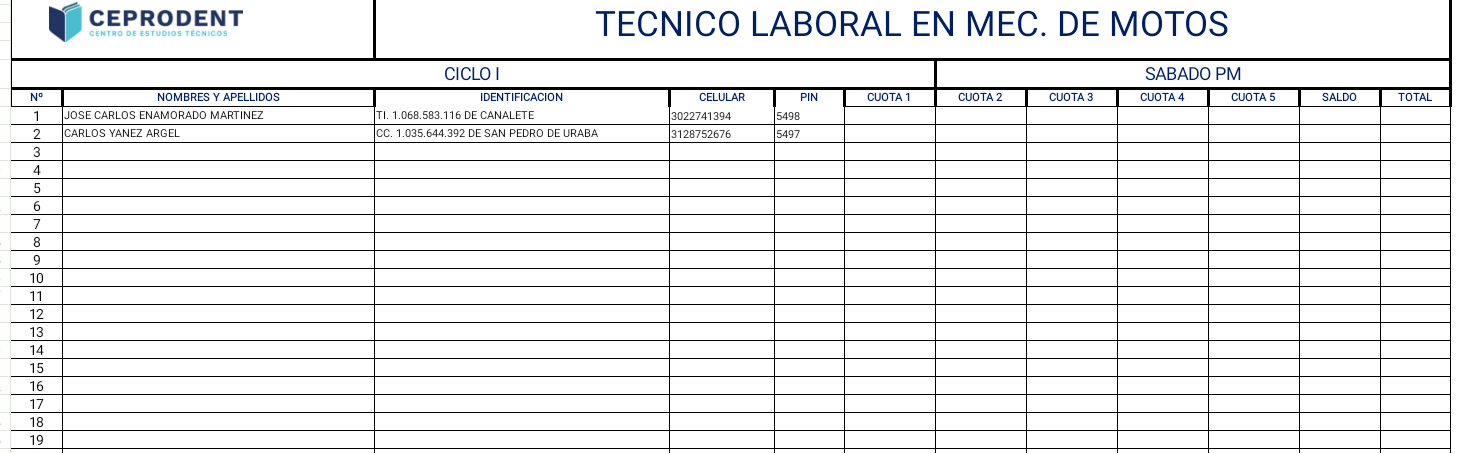 CEPRODENT
CENTRO DE ESTUDIOS TÉCNICOS
TECNICO LABORAL EN MEC. DE MOTOS
CICLO I SABADO PM
Nº NOMBRES Y APELLIDOS IDENTIFICACION CELULAR PIN CUOTA 1 CUOTA 2 CUOTA 3 CUOTA 4 CUOTA 5 SALDO TOTAL
1 JOSE CARLOS ENAMORADO MARTINEZ TI. 1.068.583.116 DE CANALETE 3022741394 5498
2 CARLOS YANEZ ARGEL CC. 1.035.644.392 DE SAN PEDRO DE URABA 3128752676 5497
3
4
5
6
7
8
9
10
11
12
13
14
15
16
17
18
19